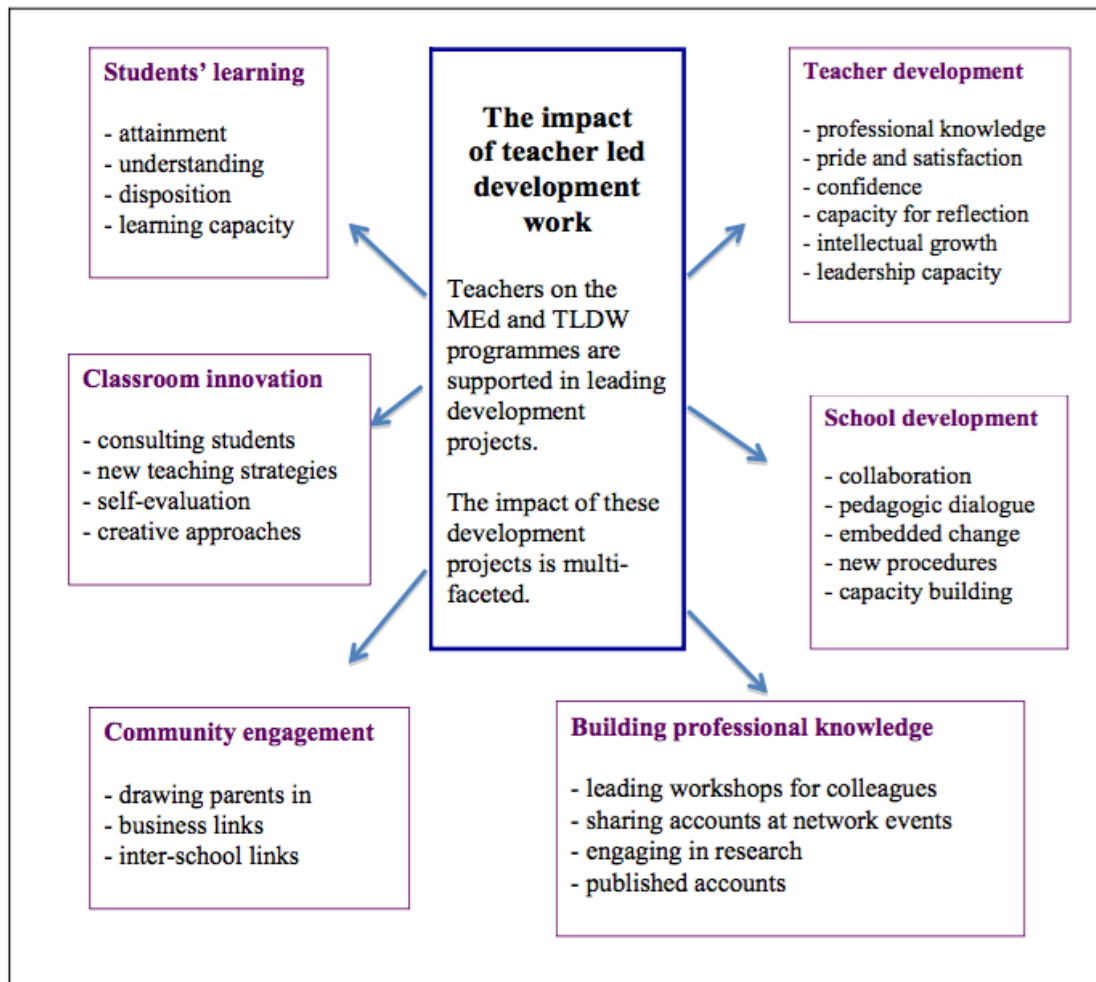 Students' learning
- attainment
- understanding
- disposition
- learning capacity
The impact
of teacher led
development
work
Teachers on the
MEd and TLDW
programmes are
supported in leading
development
projects.
The impact of these
development
projects is multi-
faceted.
Teacher development
- professional knowledge
- pride and satisfaction
- confidence
- capacity for reflection
- intellectual growth
- leadership capacity
Classroom innovation
- consulting students
- new teaching strategies
- self-evaluation
- creative approaches
School development
- collaboration
- pedagogic dialogue
- embedded change
- new procedures
- capacity building
Community engagement
- drawing parents in
- business links
- inter-school links
Building professional knowledge
- leading workshops for colleagues
- sharing accounts at network events
- engaging in research
- published accounts